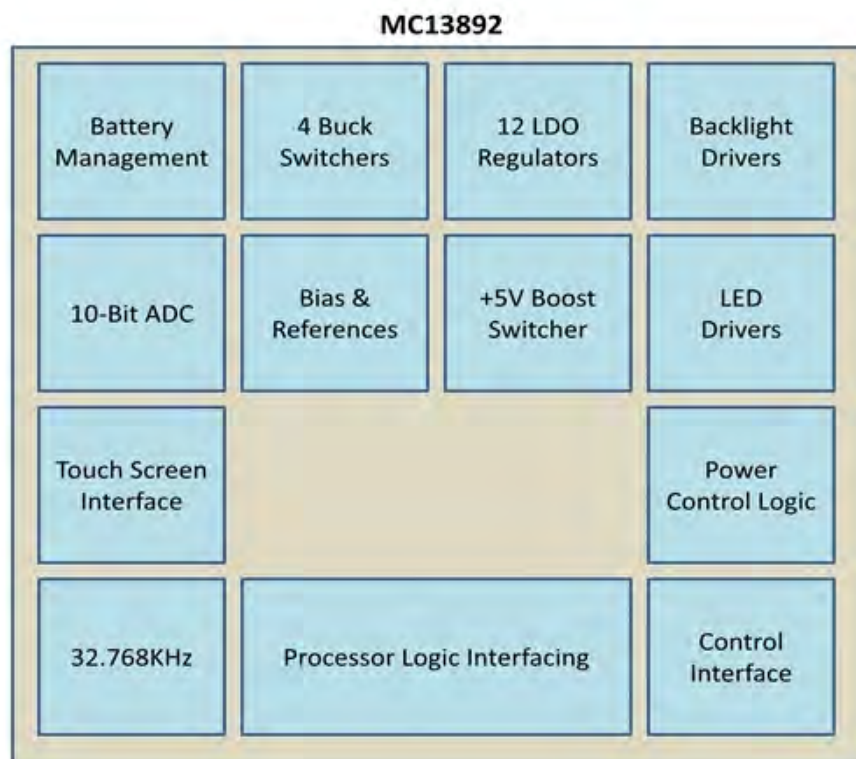 MC13892
Battery
Management
4 Buck
Switchers
12 LDO
Regulators
Backlight
Drivers
10-Bit ADC
Bias &
References
+5V Boost
Switcher
LED
Drivers
Touch Screen
Interface
Power
Control Logic
32.768KHz
Processor Logic Interfacing
Control
Interface